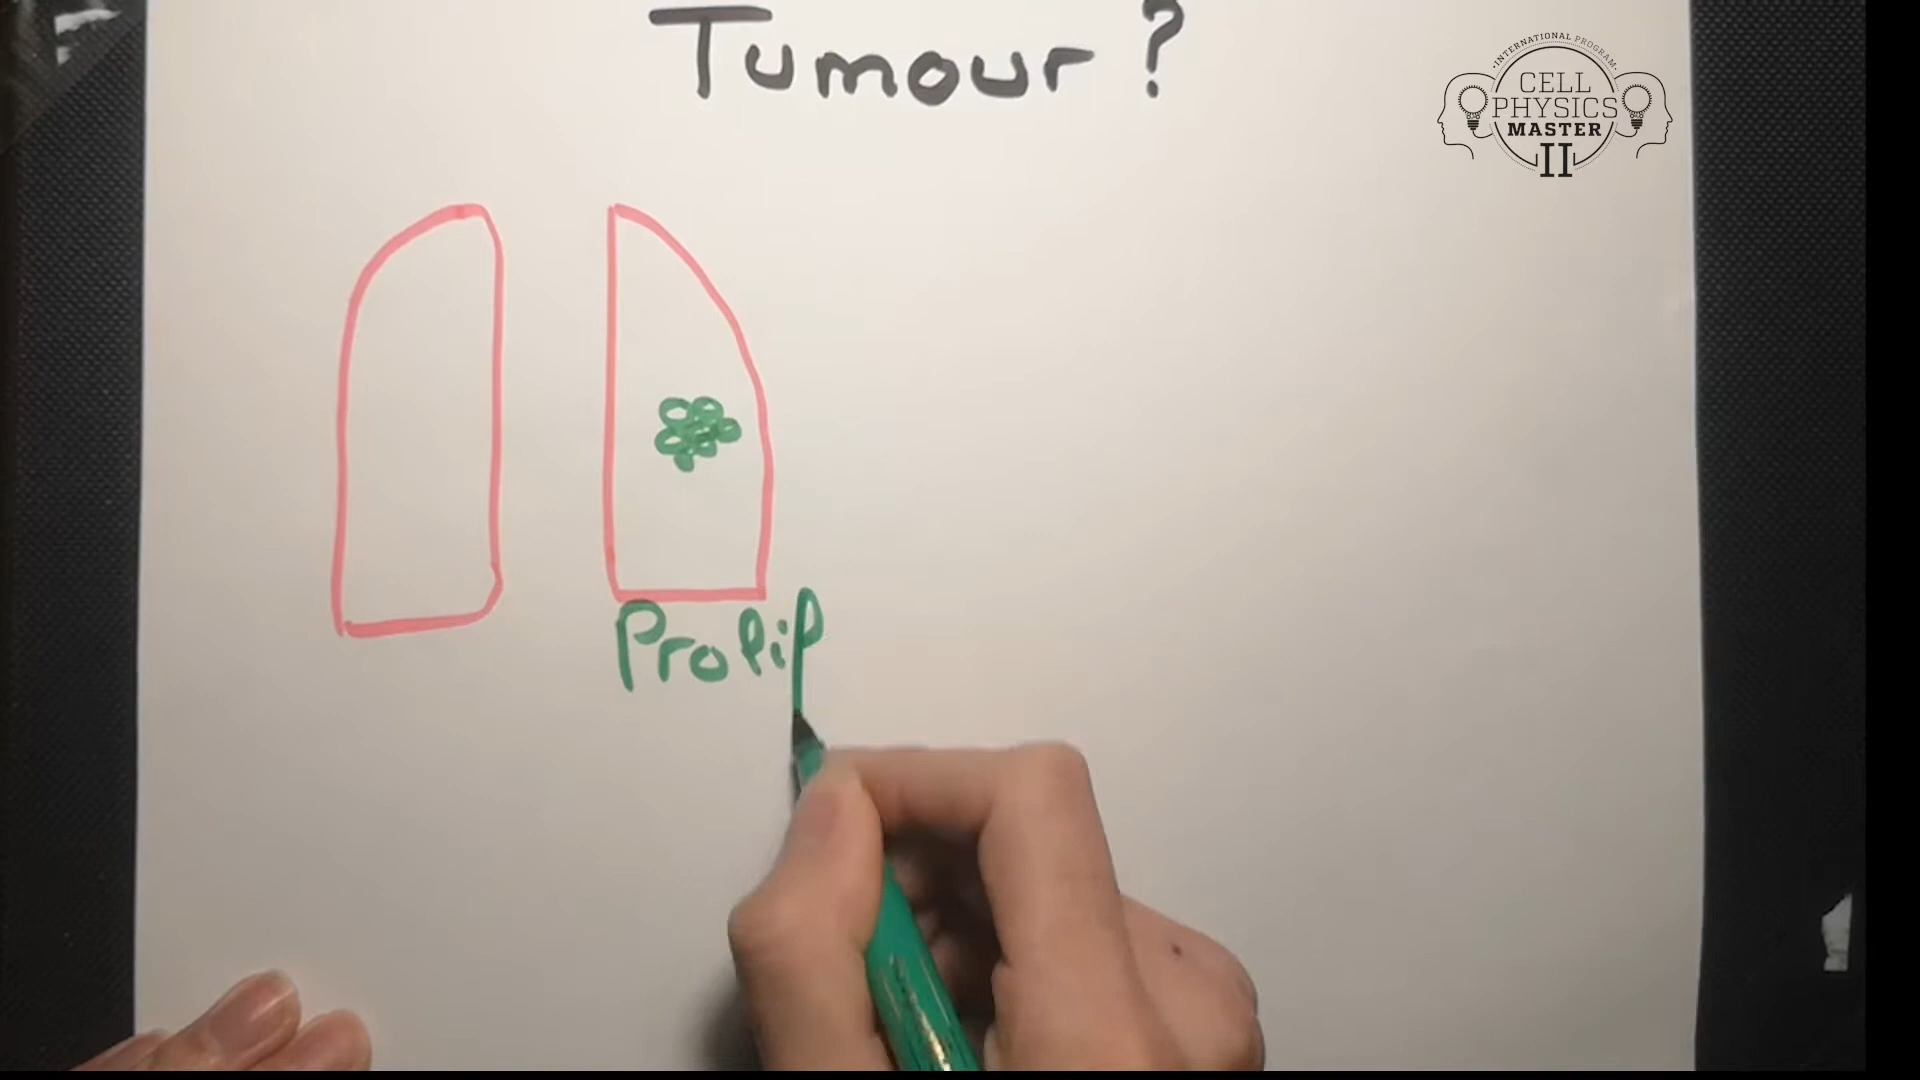 Tumour?
INTERNATIONAL PROGRAM
CELL
PHYSICS
MASTER
II
Prolif